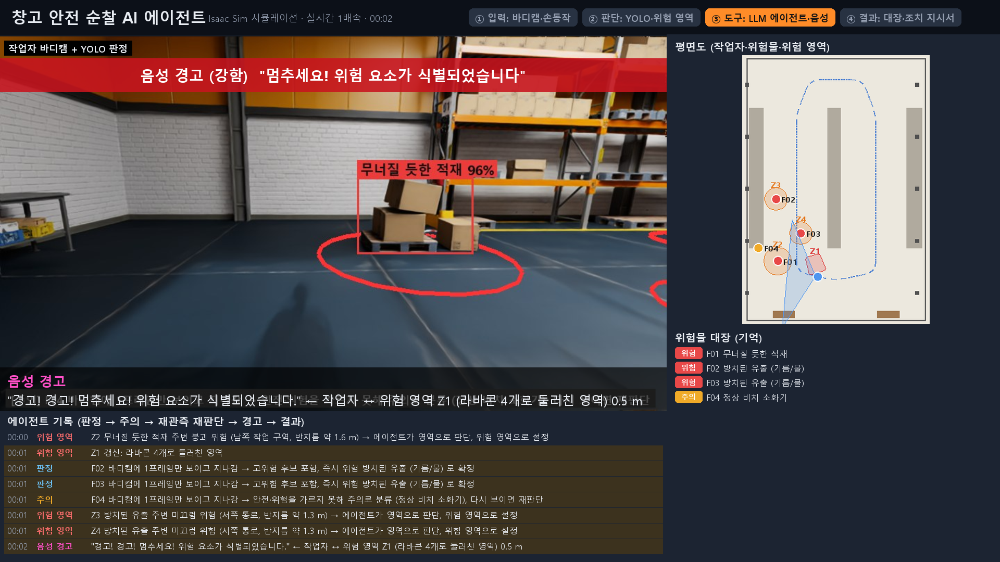 창고 안전 순찰 AI 에이전트 Isaac Sim 시뮬레이션 · 실시간 1배속 · 00:02
① 입력: 바디캠·손동작
② 판단: YOLO·위험 영역
③ 도구: LLM 에이전트·음성
④ 결과: 대장·조치 지시서
작업자 바디캠 + YOLO 판정
음성 경고 (강함) "멈추세요! 위험 요소가 식별되었습니다"
무너질 듯한 적재 96%
음성 경고
"경고! 경고! 멈추세요! 위험 요소가 식별되었습니다." ← 작업자 ↔ 위험 영역 Z1 (라바콘 4개로 둘러친 영역) 0.5 m
평면도 (작업자·위험물·위험 영역)
Z3
F02
Z4
F03
F04
Z2
Z1
F01
위험물 대장 (기억)
위험 F01 무너질 듯한 적재
위험 F02 방치된 유출 (기름/물)
위험 F03 방치된 유출 (기름/물)
주의 F04 정상 비치 소화기
에이전트 기록 (판정 → 주의 → 재관측 재판단 → 경고 → 결과)
00:00 위험 영역 Z2 무너질 듯한 적재 주변 붕괴 위험 (남쪽 작업 구역, 반지름 약 1.6 m) → 에이전트가 영역으로 판단, 위험 영역으로 설정
00:01 위험 영역 Z1 갱신: 라바콘 4개로 둘러친 영역
00:01 판정 F02 바디캠에 1프레임만 보이고 지나감 → 고위험 후보 포함, 즉시 위험 방치된 유출 (기름/물) 로 확정
00:01 판정 F03 바디캠에 1프레임만 보이고 지나감 → 고위험 후보 포함, 즉시 위험 방치된 유출 (기름/물) 로 확정
00:01 주의 F04 바디캠에 1프레임만 보이고 지나감 → 안전·위험을 가르지 못해 주의로 분류 (정상 비치 소화기), 다시 보이면 재판단
00:01 위험 영역 Z3 방치된 유출 주변 미끄럼 위험 (서쪽 통로, 반지름 약 1.3 m) → 에이전트가 영역으로 판단, 위험 영역으로 설정
00:01 위험 영역 Z4 방치된 유출 주변 미끄럼 위험 (서쪽 통로, 반지름 약 1.3 m) → 에이전트가 영역으로 판단, 위험 영역으로 설정
00:02 음성 경고 "경고! 경고! 멈추세요! 위험 요소가 식별되었습니다." ← 작업자 ↔ 위험 영역 Z1 (라바콘 4개로 둘러친 영역) 0.5 m